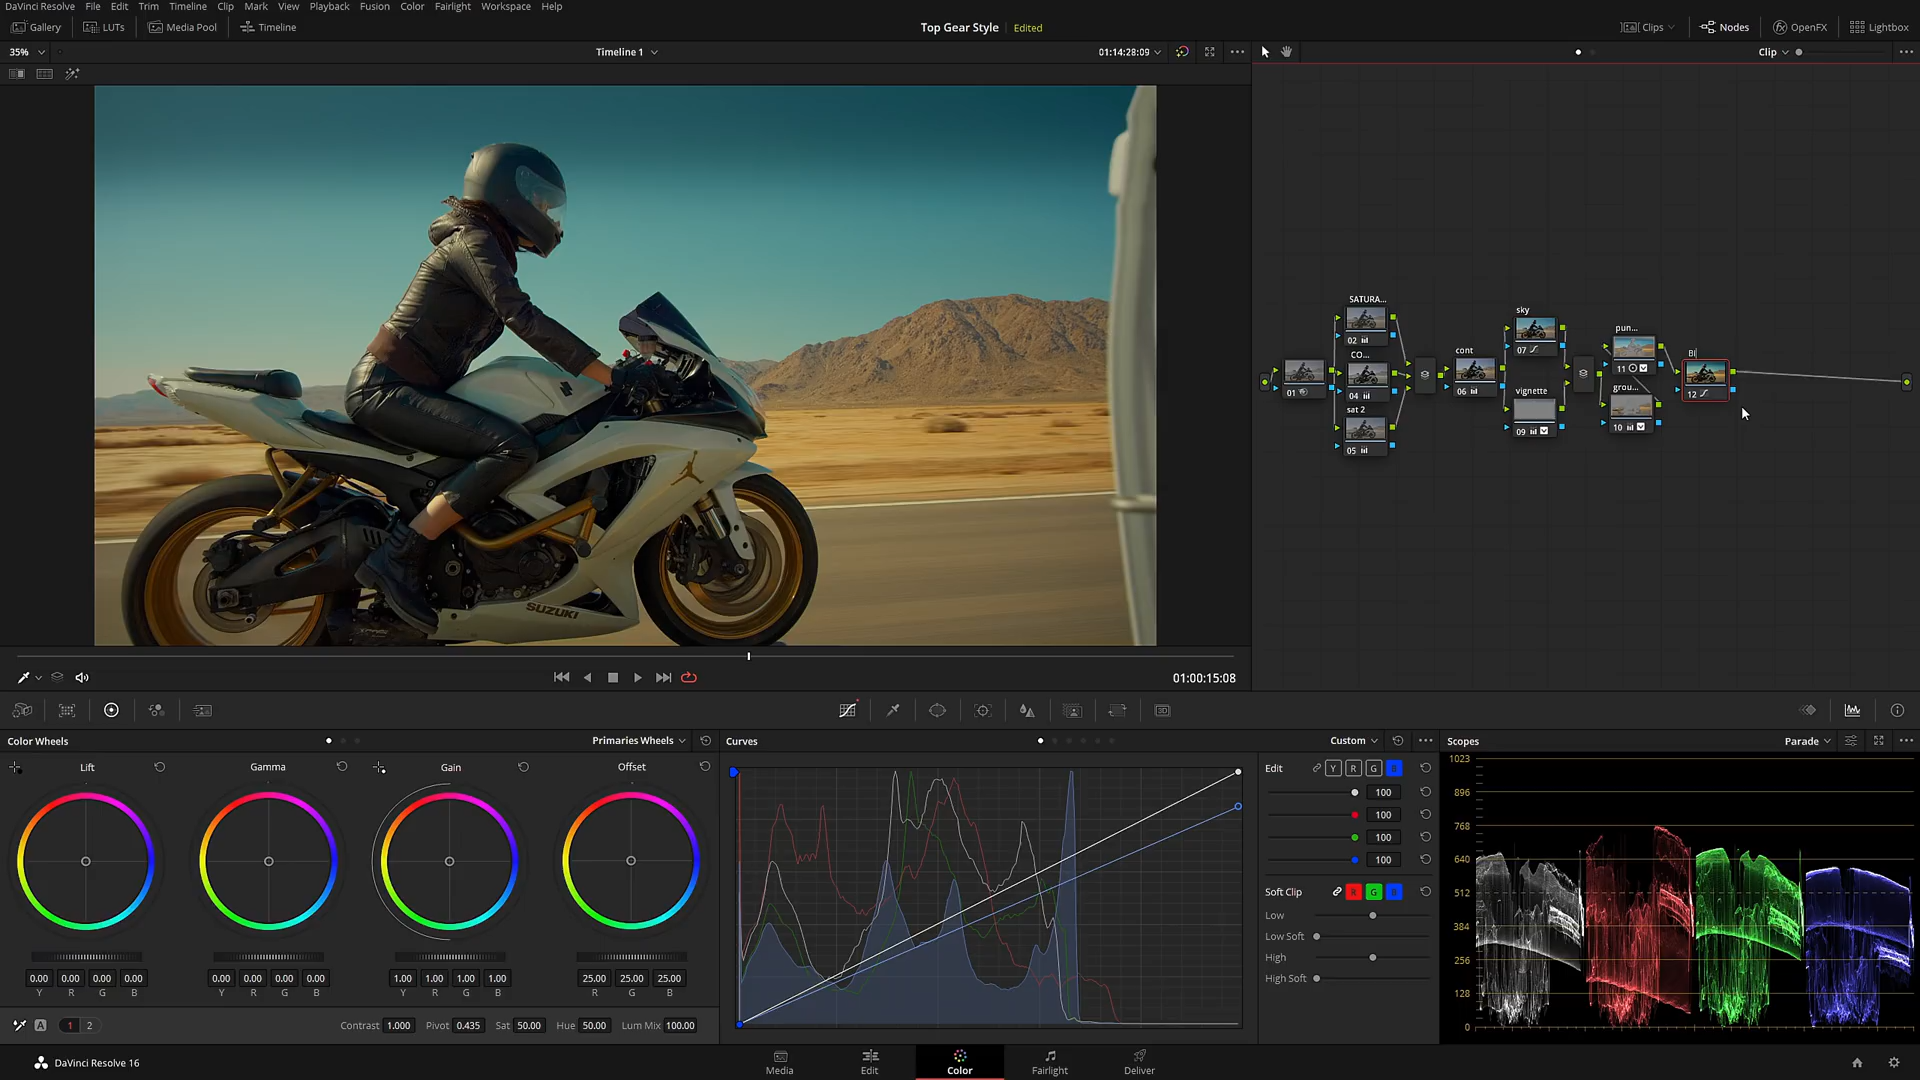 DaVinci Resolve File Edit Trim Timeline Clip Mark View Playback Fusion Color Fairlight Workspace Help
Gallery LUTs Media Pool Timeline Top Gear Style Edited Clips Nodes OpenFX Lightbox
35% Timeline 1 01:14:28:09 Clip
SATURA...
02
CO...
04
sat 2
05
01
cont
06
sky
07
vignette
09
pun...
11
grou...
10
Bl
12
SUZUKI
01:00:15:08
Color Wheels Primaries Wheels Curves Custom Scopes Parade
Lift Gamma Gain Offset
0.00 0.00 0.00 0.00 0.00 0.00 0.00 0.00 1.00 1.00 1.00 1.00 25.00 25.00 25.00
Y R G B Y R G B Y R G B R G B
A 1 2 Contrast 1.000 Pivot 0.435 Sat 50.00 Hue 50.00 Lum Mix 100.00
Edit Y R G B
100
100
100
100
Soft Clip R G B
Low
Low Soft
High
High Soft
1023
896
768
640
512
384
256
128
0
3D
DaVinci Resolve 16 Media Edit Color Fairlight Deliver